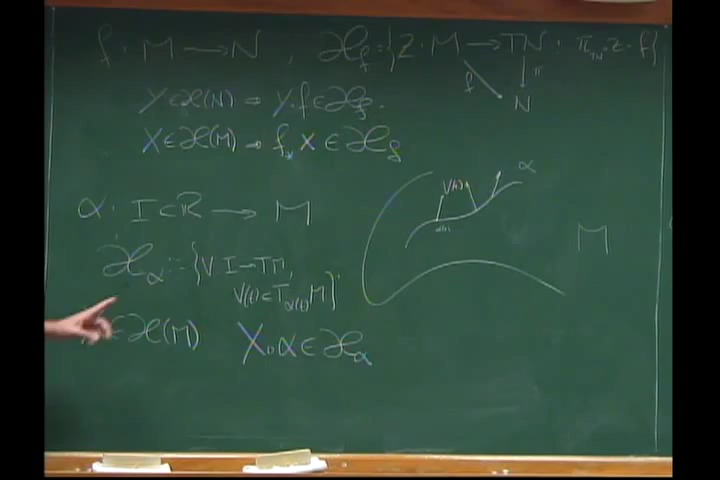 f : M → N , 𝒳_f = {Z : M → TN : π_TN ∘ Z = f}
f π
N
Y ∈ 𝒳(N) ⇒ Y∘f ∈ 𝒳_f.
X ∈ 𝒳(M) ⇒ f_* X ∈ 𝒳_f
α : I ⊂ ℝ → M
V(t) α
α(t) M
𝒳_α := {V I → TM,
V(t) ∈ T_α(t) M}
∈ 𝒳(M) X∘α ∈ 𝒳_α